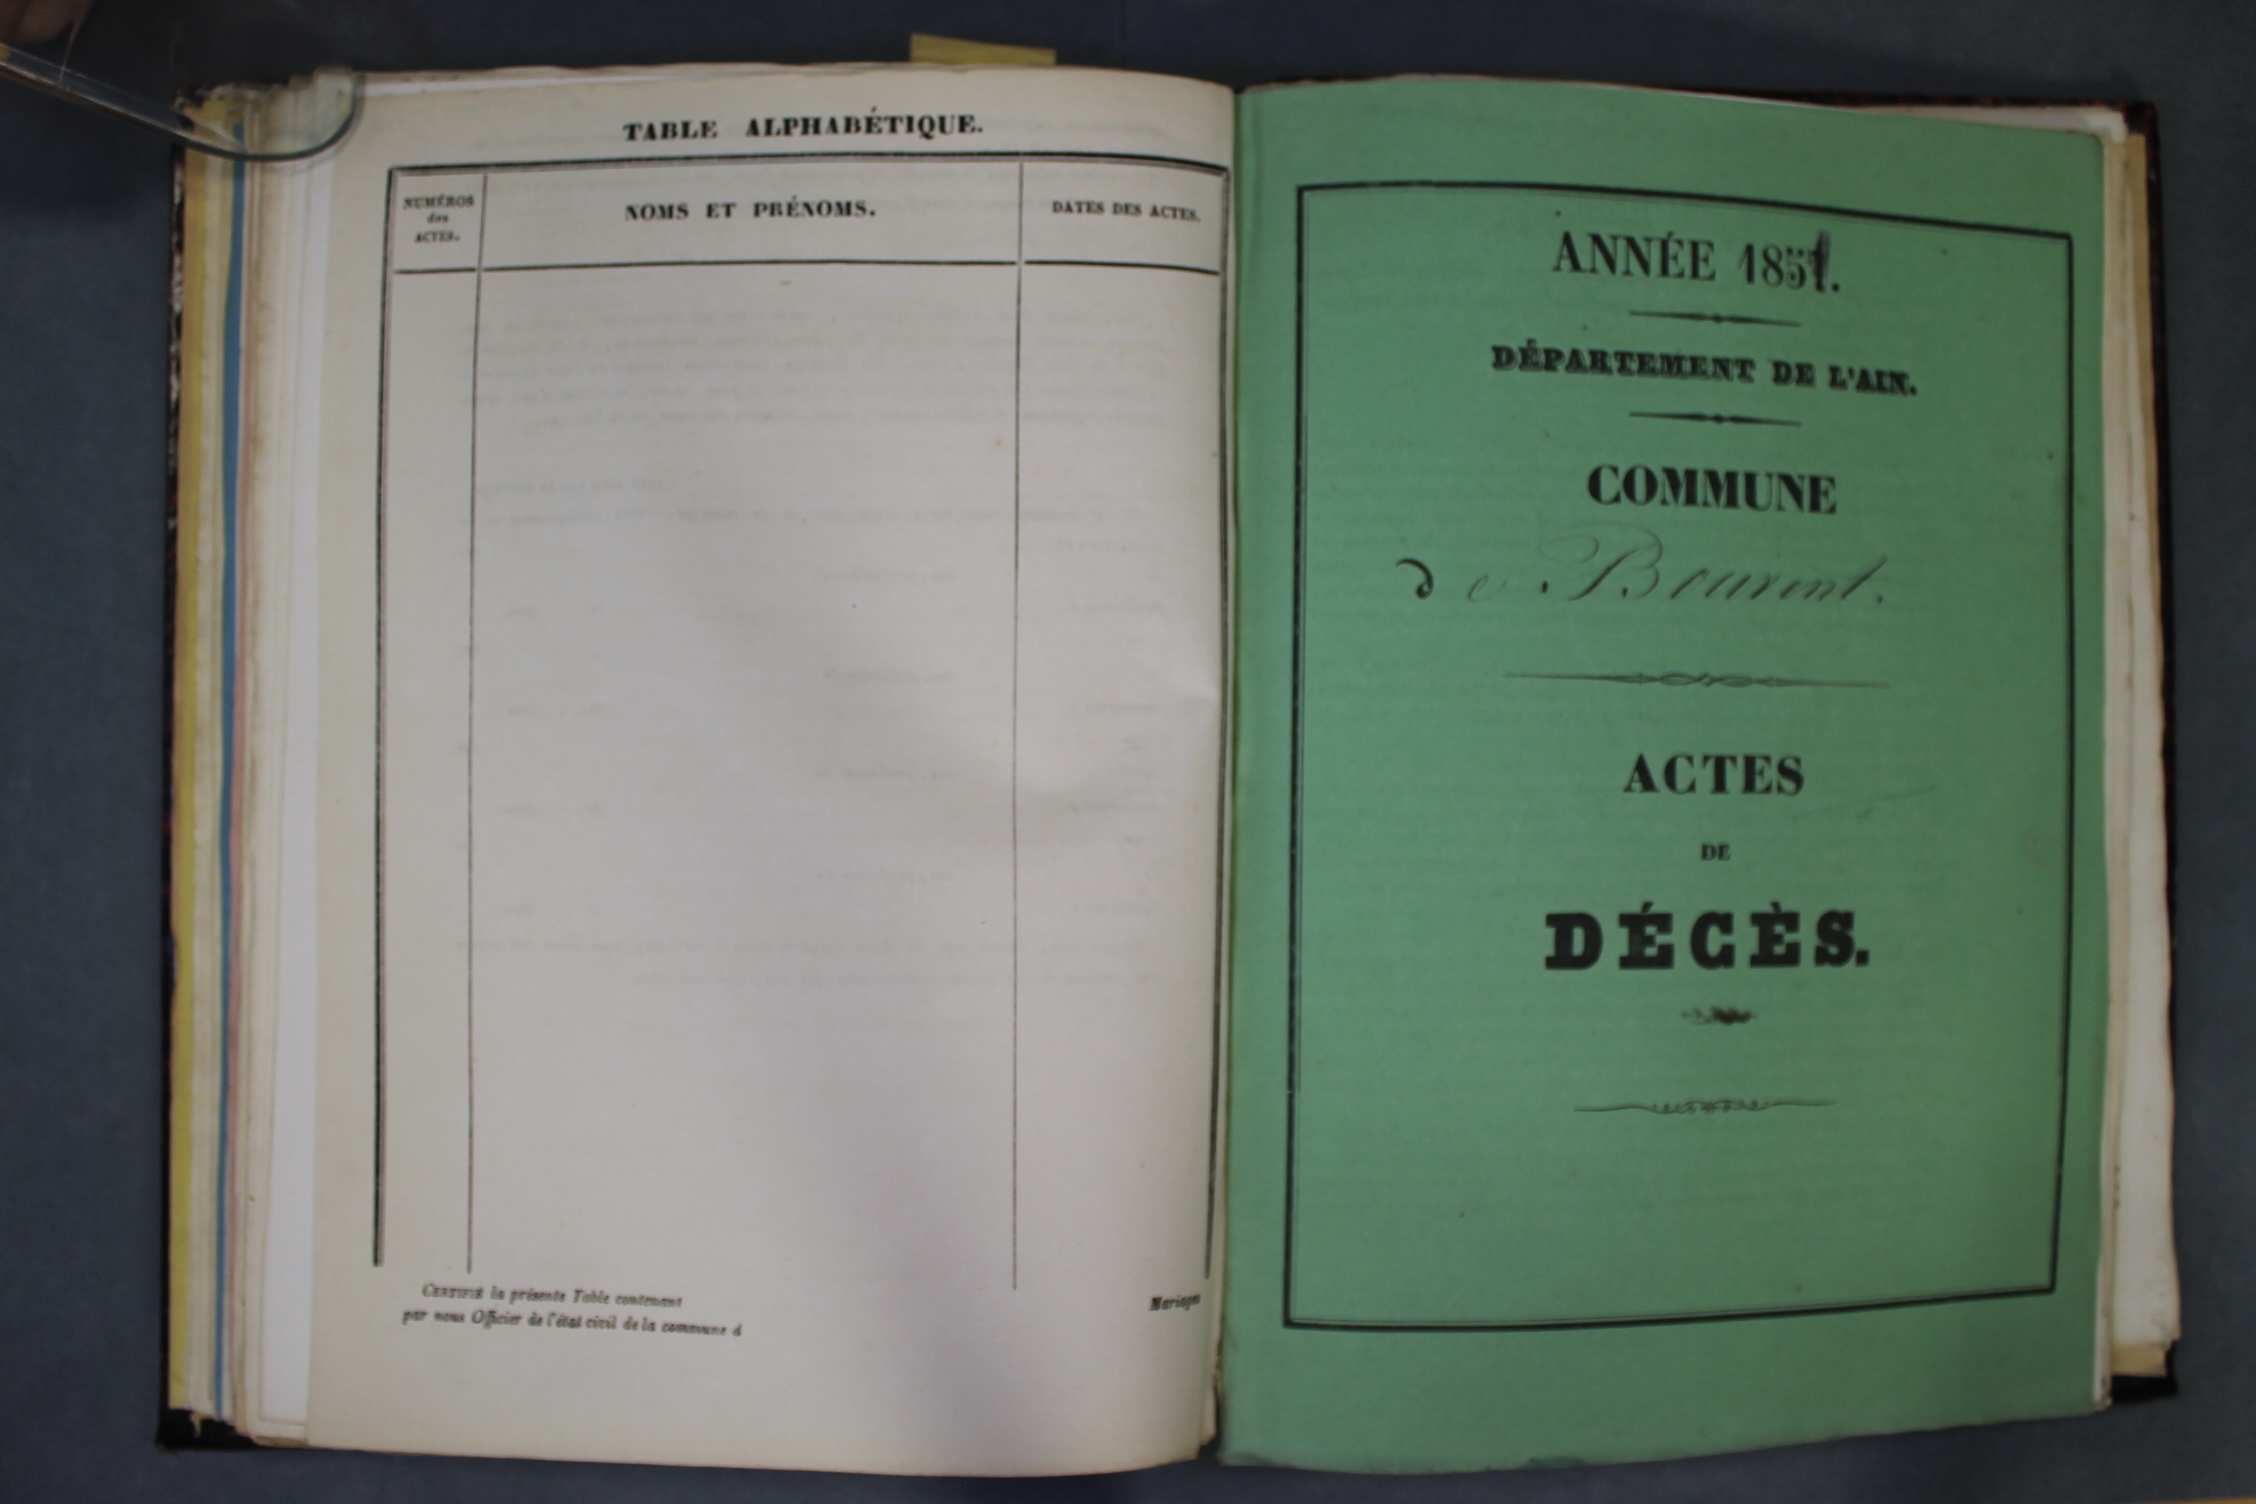 TABLE ALPHABÉTIQUE.
NUMÉROS
des
ACTES.
NOMS ET PRÉNOMS.
DATES DES ACTES.
CERTIFIÉ la présente Table contenant
Mariages
par nous Officier de l'état civil de la commune d
ANNÉE 1851.
DÉPARTEMENT DE L'AIN.
COMMUNE
de
ACTES
DE
DÉCÈS.